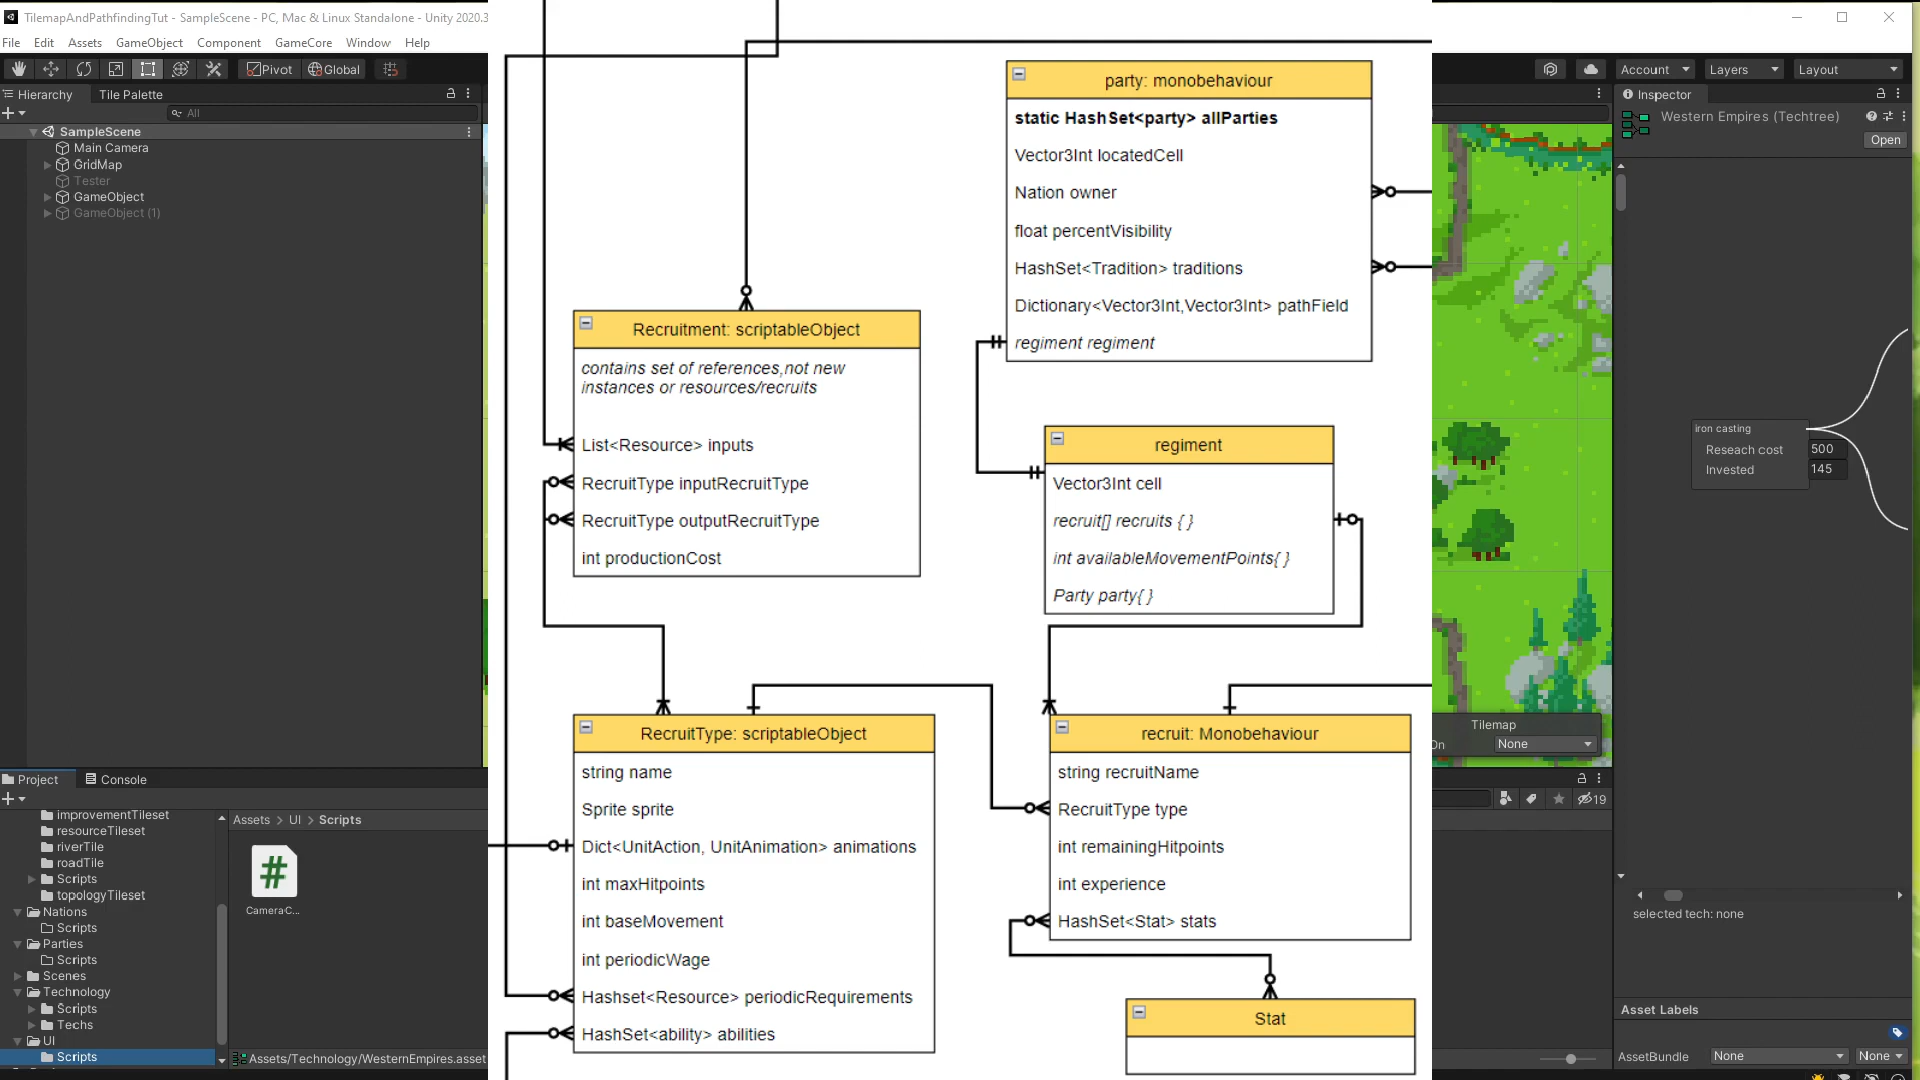 TilemapAndPathfindingTut - SampleScene - PC, Mac & Linux Standalone - Unity 2020.3
File Edit Assets GameObject Component GameCore Window Help
Pivot Global
Account Layers Layout
Hierarchy Tile Palette
All
SampleScene
Main Camera
GridMap
Tester
GameObject
GameObject (1)
party: monobehaviour
static HashSet<party> allParties
Vector3Int locatedCell
Nation owner
float percentVisibility
HashSet<Tradition> traditions
Dictionary<Vector3Int,Vector3Int> pathField
regiment regiment
Recruitment: scriptableObject
contains set of references,not new
instances or resources/recruits
List<Resource> inputs
RecruitType inputRecruitType
RecruitType outputRecruitType
int productionCost
regiment
Vector3Int cell
recruit[] recruits { }
int availableMovementPoints{ }
Party party{ }
RecruitType: scriptableObject
string name
Sprite sprite
Dict<UnitAction, UnitAnimation> animations
int maxHitpoints
int baseMovement
int periodicWage
Hashset<Resource> periodicRequirements
HashSet<ability> abilities
recruit: Monobehaviour
string recruitName
RecruitType type
int remainingHitpoints
int experience
HashSet<Stat> stats
Stat
Inspector
Western Empires (Techtree)
Open
iron casting
Reseach cost 500
Invested 145
Tilemap
On None
19
selected tech: none
Asset Labels
AssetBundle None None
Project Console
improvementTileset
resourceTileset
riverTile
roadTile
Scripts
topologyTileset
Nations
Scripts
Parties
Scripts
Scenes
Technology
Scripts
Techs
UI
Scripts
Assets > UI > Scripts
CameraC...
Assets/Technology/WesternEmpires.asset